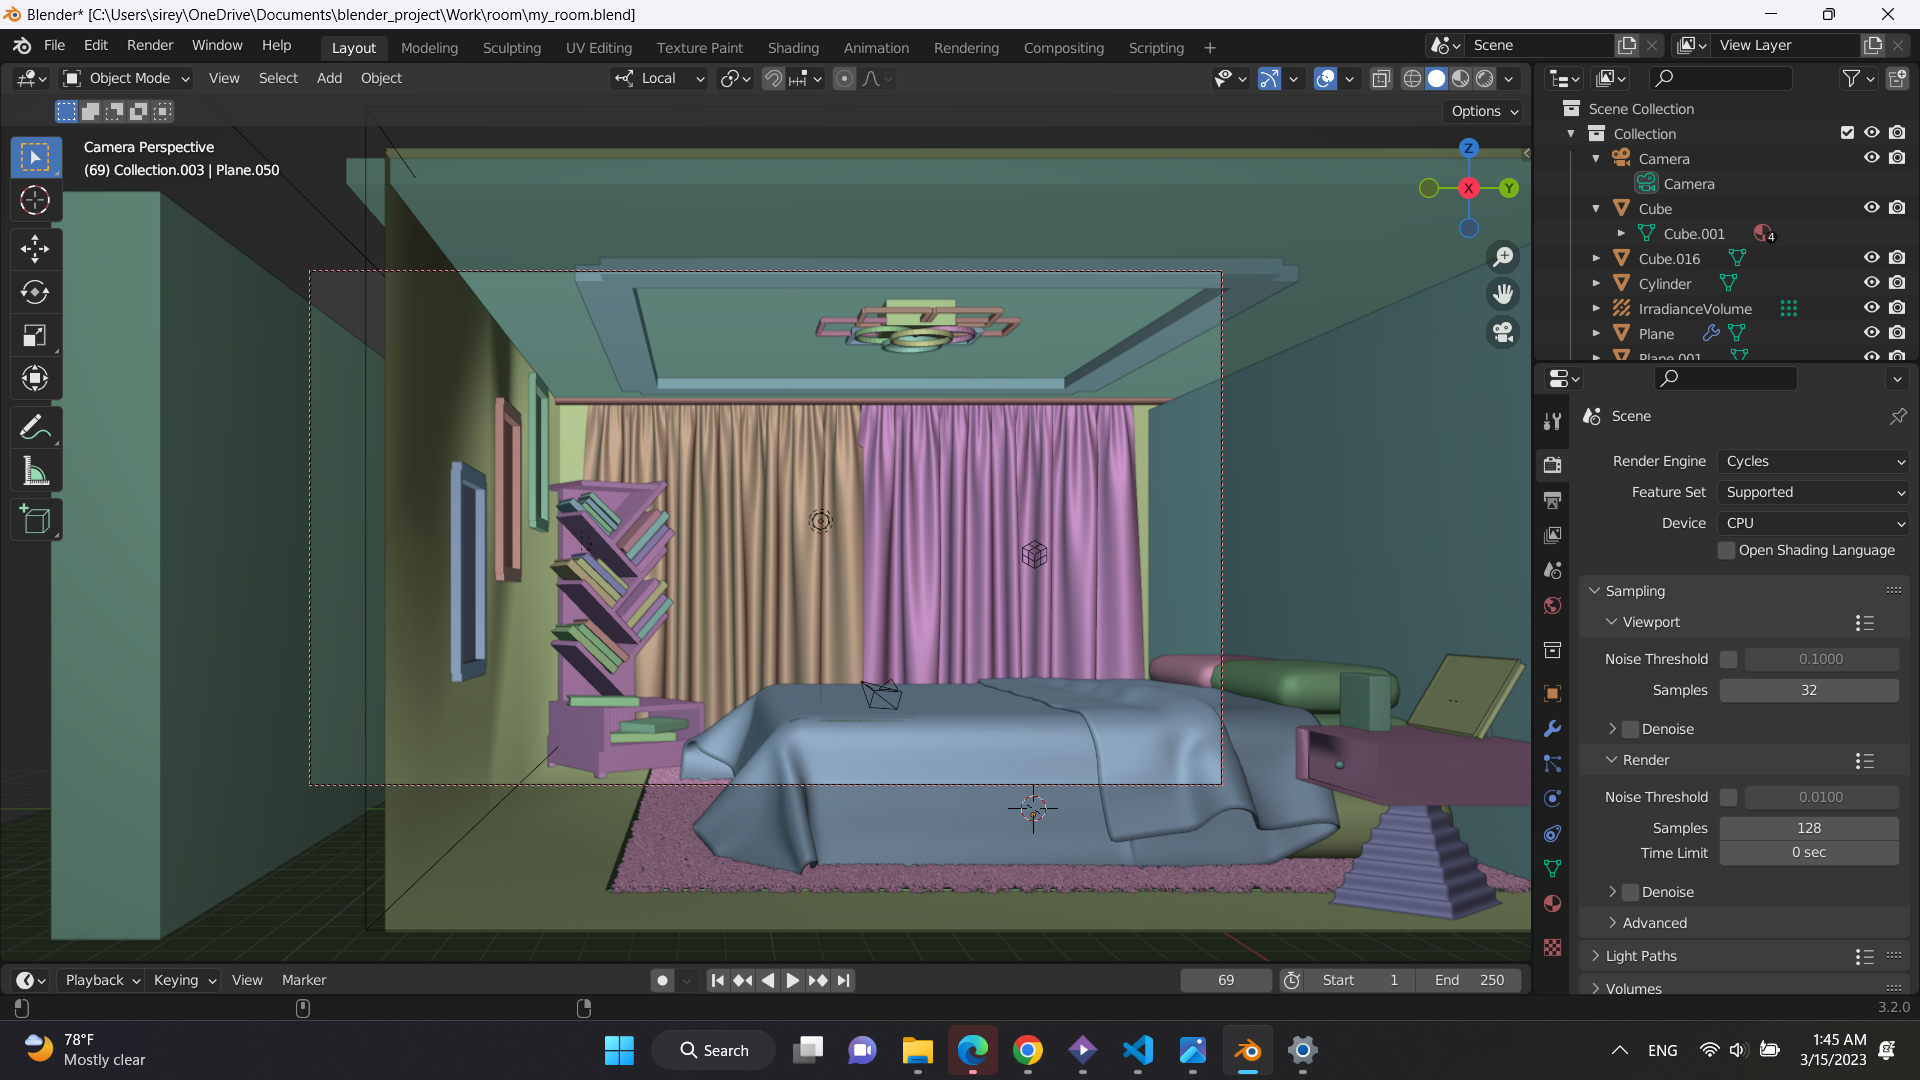 Blender* [C:\Users\sirey\OneDrive\Documents\blender_project\Work\room\my_room.blend]
File Edit Render Window Help
Layout Modeling Sculpting UV Editing Texture Paint Shading Animation Rendering Compositing Scripting +
Scene
View Layer
Object Mode View Select Add Object
Local
Options
Camera Perspective
(69) Collection.003 | Plane.050
Z
X
Y
Scene Collection
Collection
Camera
Camera
Cube
Cube.001 4
Cube.016
Cylinder
IrradianceVolume
Plane
Plane.001
Scene
Render Engine Cycles
Feature Set Supported
Device CPU
Open Shading Language
Sampling
Viewport
Noise Threshold 0.1000
Samples 32
Denoise
Render
Noise Threshold 0.0100
Samples 128
Time Limit 0 sec
Denoise
Advanced
Light Paths
Volumes
Playback Keying View Marker
69 Start 1 End 250
3.2.0
78°F
Mostly clear
Search
ENG
1:45 AM
3/15/2023